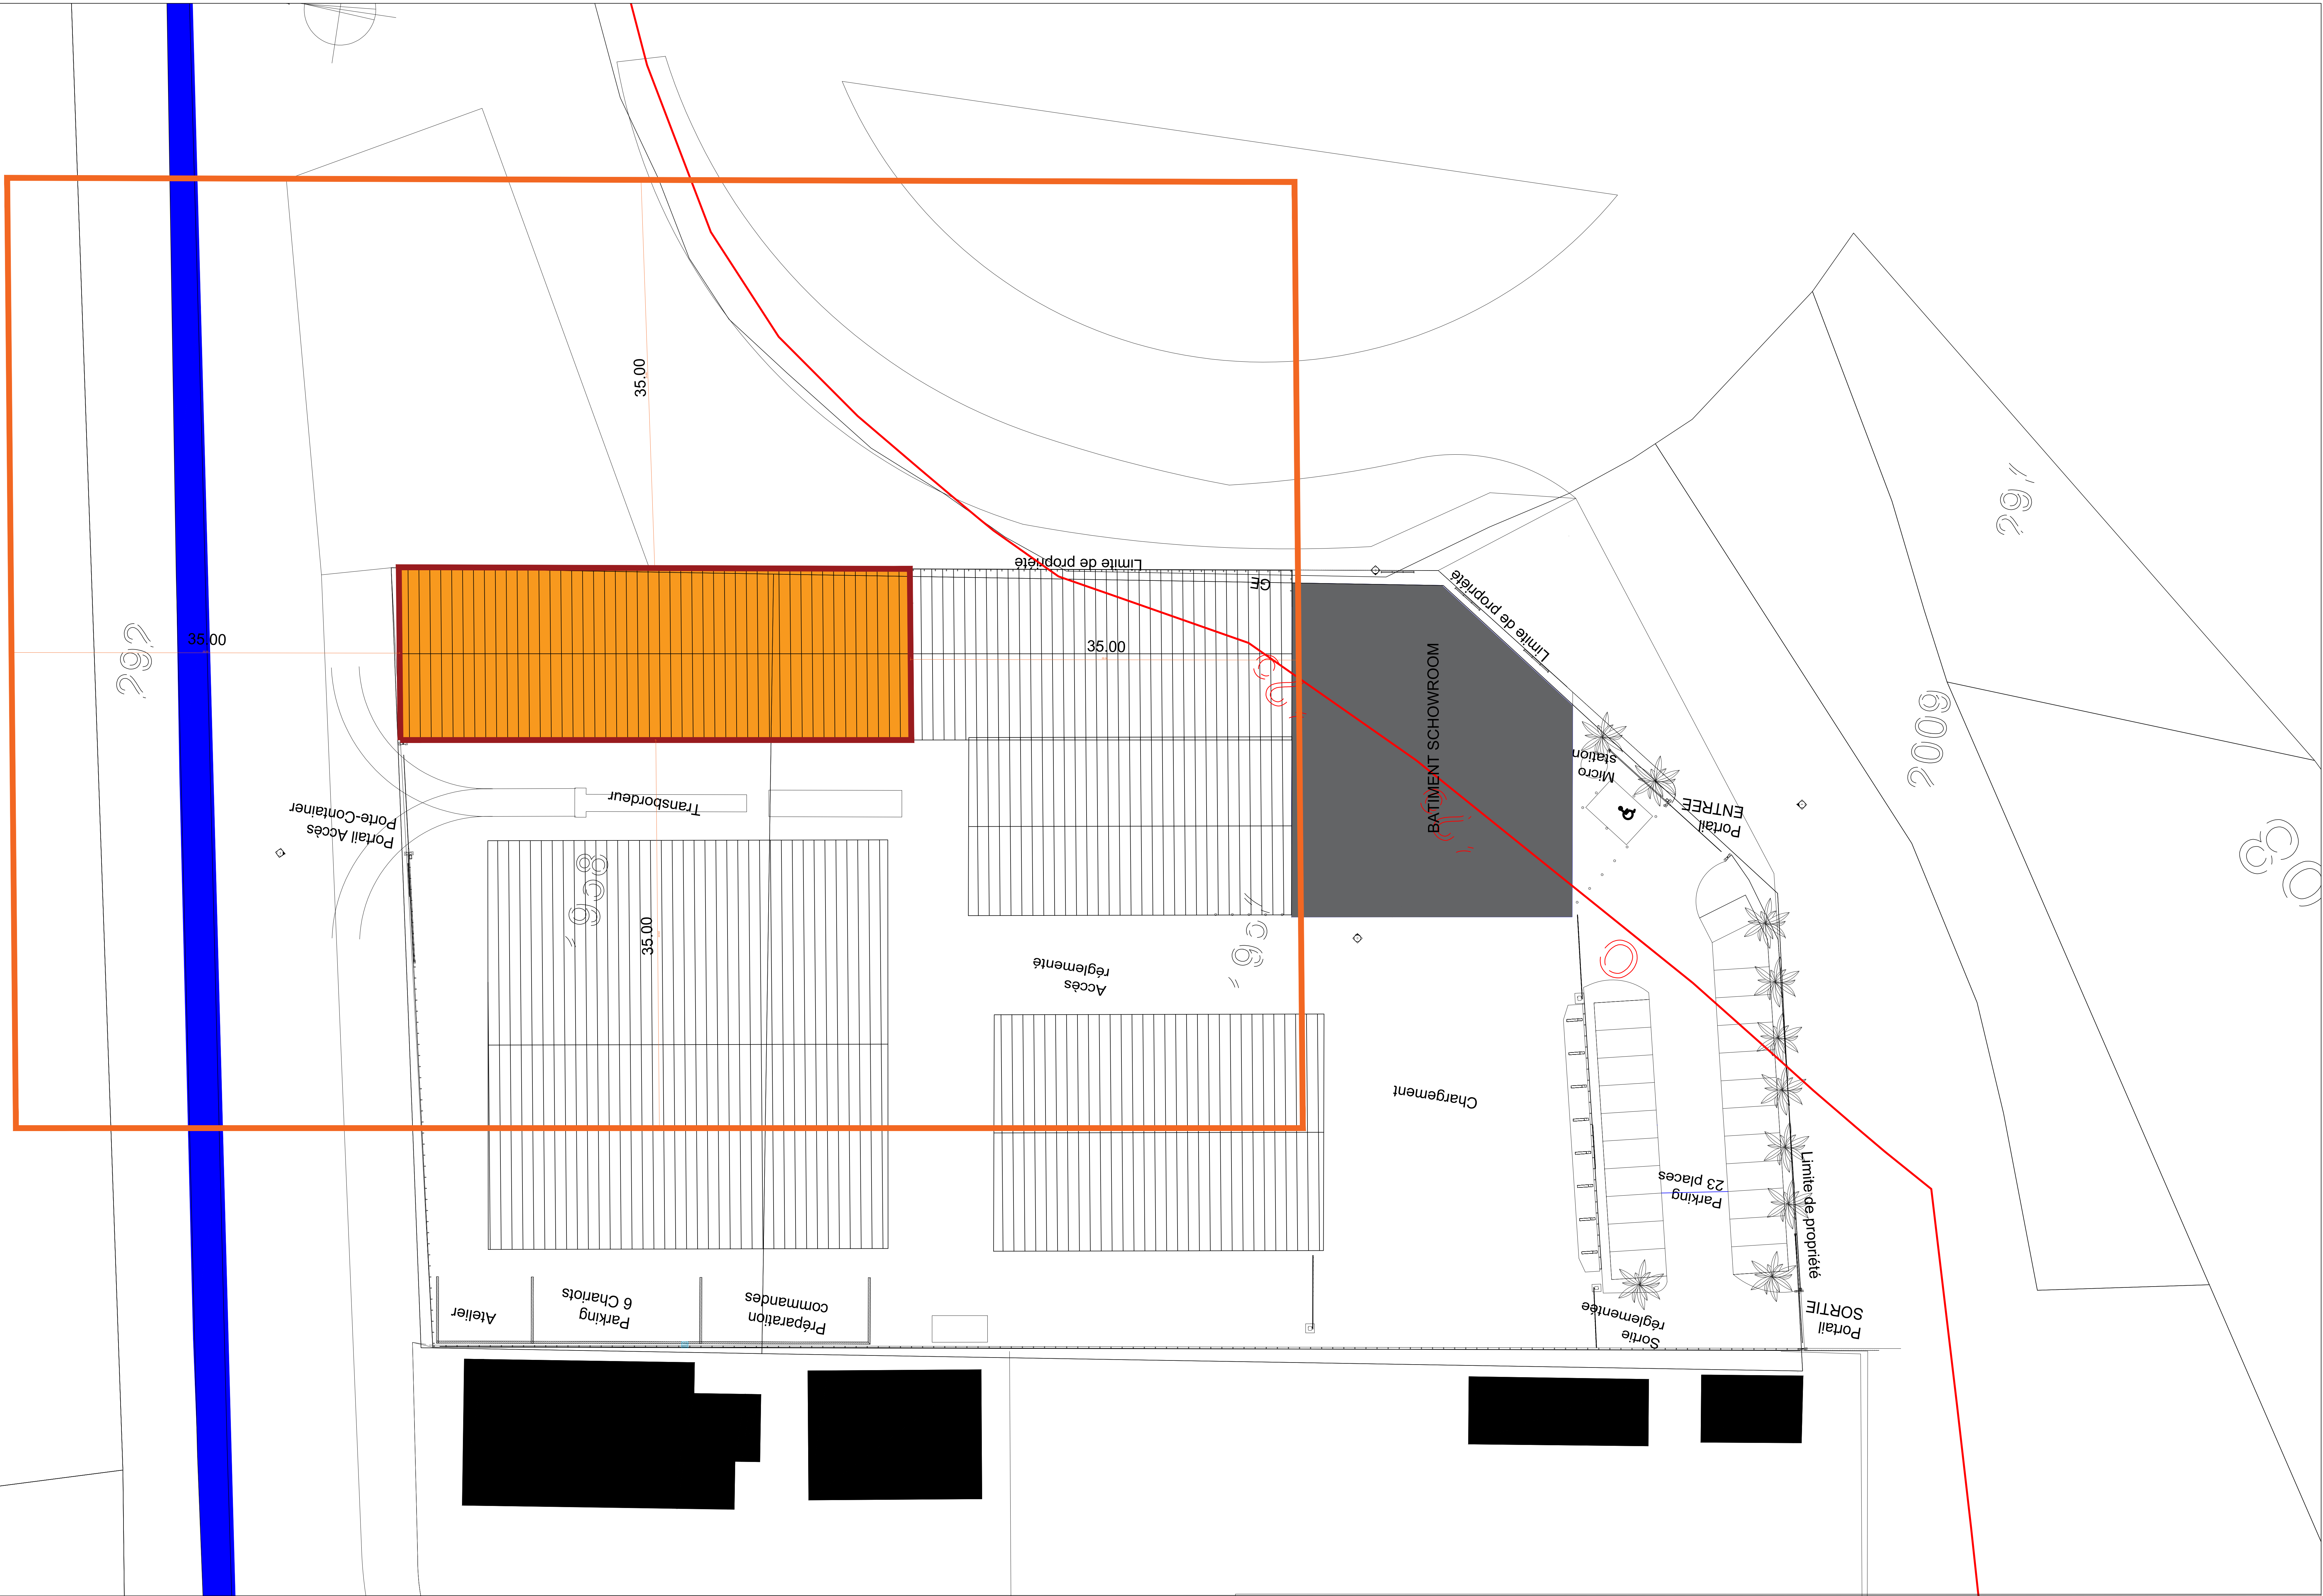 35.00
Limite de propriété
GE
Limite de propriété
292
35.00
35.00
BATIMENT SCHOWROOM
Micro
station
Portail
ENTREE
Portail Accès
Porte-Container
Transbordeur
35.00
Accès
réglementé
Chargement
2009
Parking
23 places
Limite de propriété
Atelier
Parking
6 Chariots
Préparation
commandes
Sortie
réglementée
Portail
SORTIE